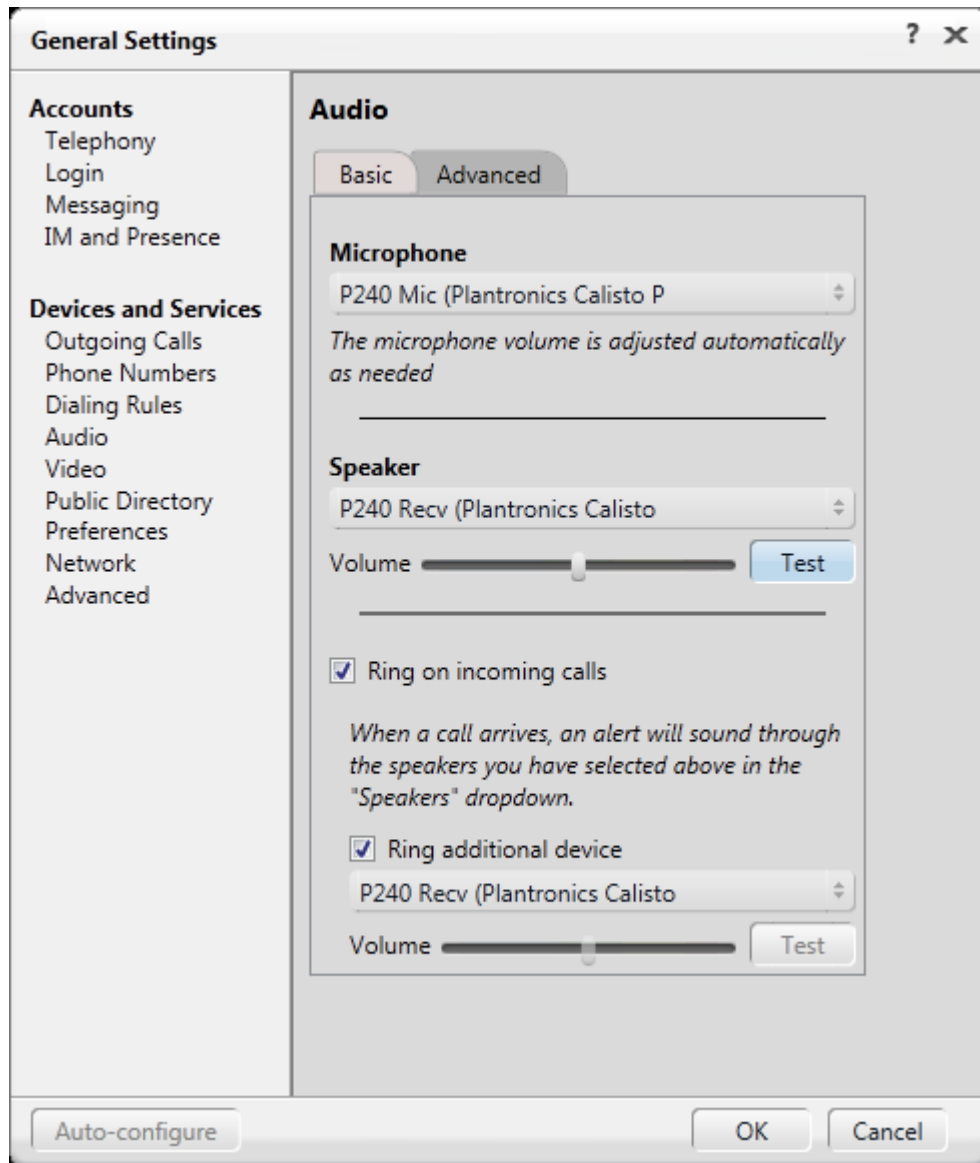 General Settings
?
Accounts
Telephony
Login
Messaging
IM and Presence
Devices and Services
Outgoing Calls
Phone Numbers
Dialing Rules
Audio
Video
Public Directory
Preferences
Network
Advanced
Audio
Basic Advanced
Microphone
P240 Mic (Plantronics Calisto P
The microphone volume is adjusted automatically
as needed
Speaker
P240 Recv (Plantronics Calisto
Volume Test
Ring on incoming calls
When a call arrives, an alert will sound through
the speakers you have selected above in the
"Speakers" dropdown.
Ring additional device
P240 Recv (Plantronics Calisto
Volume Test
Auto-configure OK Cancel